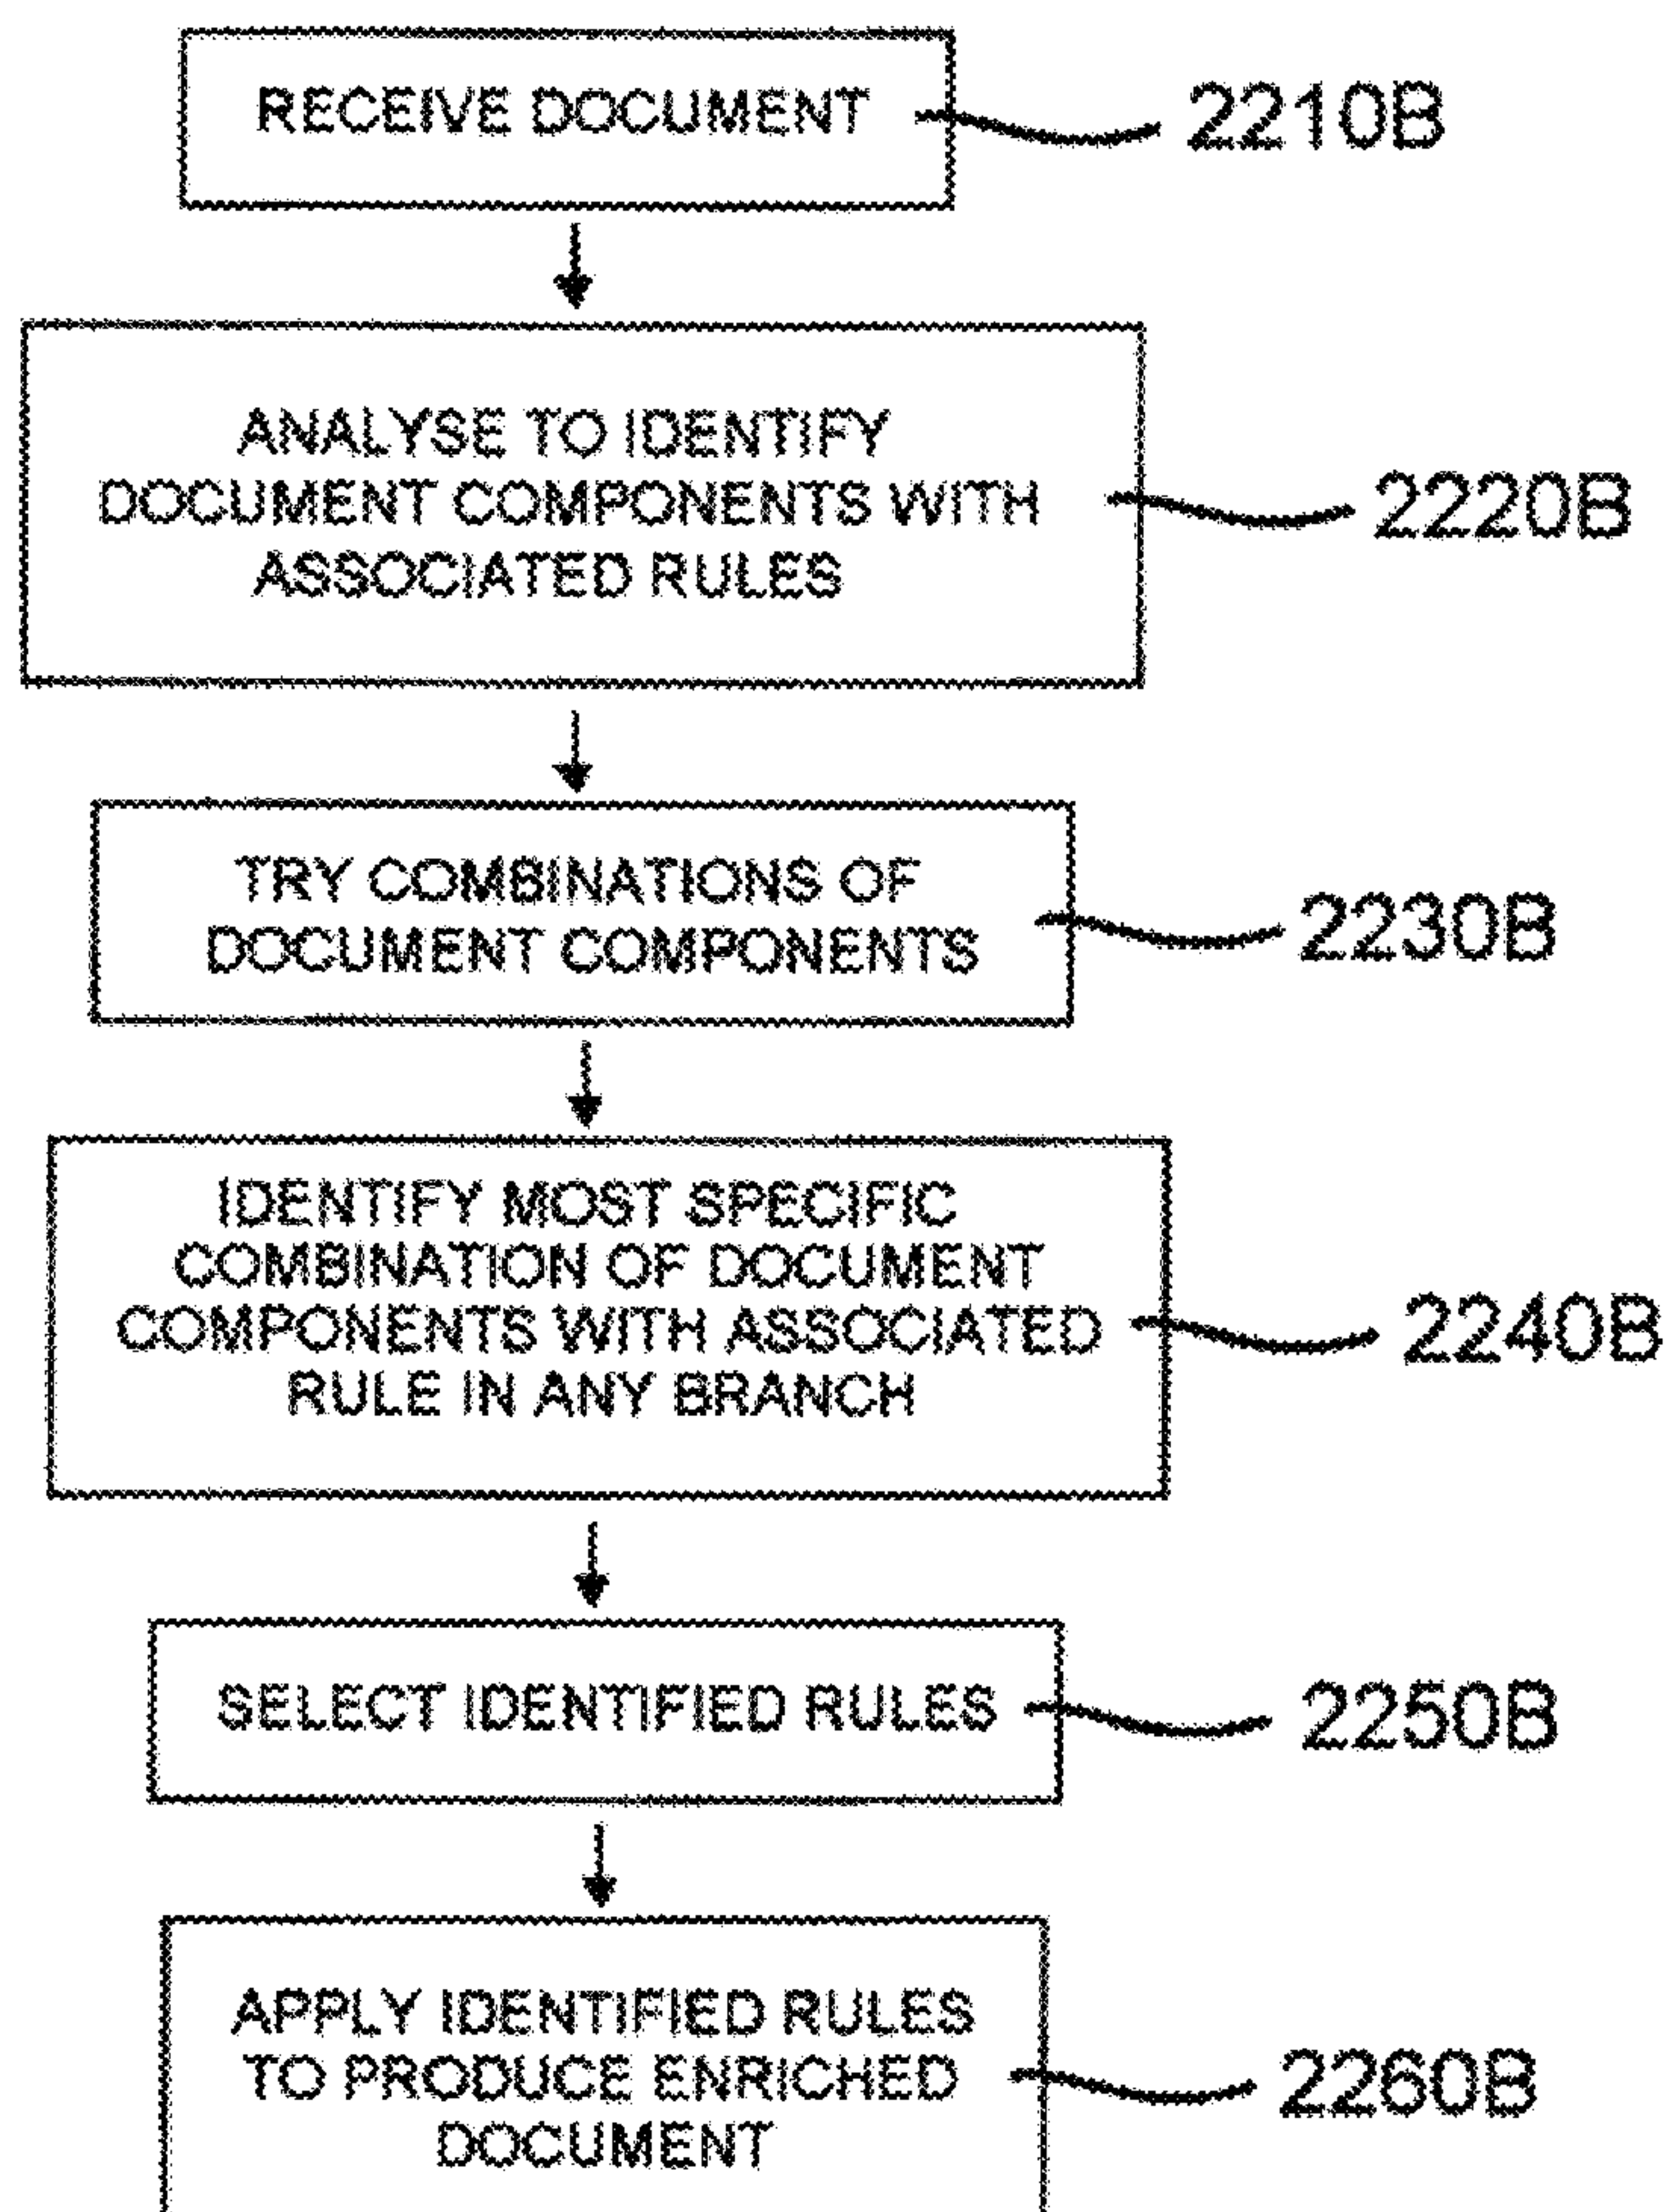 RECEIVE DOCUMENT
2210B
ANALYSE TO IDENTIFY
DOCUMENT COMPONENTS WITH
ASSOCIATED RULES
2220B
TRY COMBINATIONS OF
DOCUMENT COMPONENTS
2230B
IDENTIFY MOST SPECIFIC
COMBINATION OF DOCUMENT
COMPONENTS WITH ASSOCIATED
RULE IN ANY BRANCH
2240B
SELECT IDENTIFIED RULES
2250B
APPLY IDENTIFIED RULES
TO PRODUCE ENRICHED
DOCUMENT
2260B